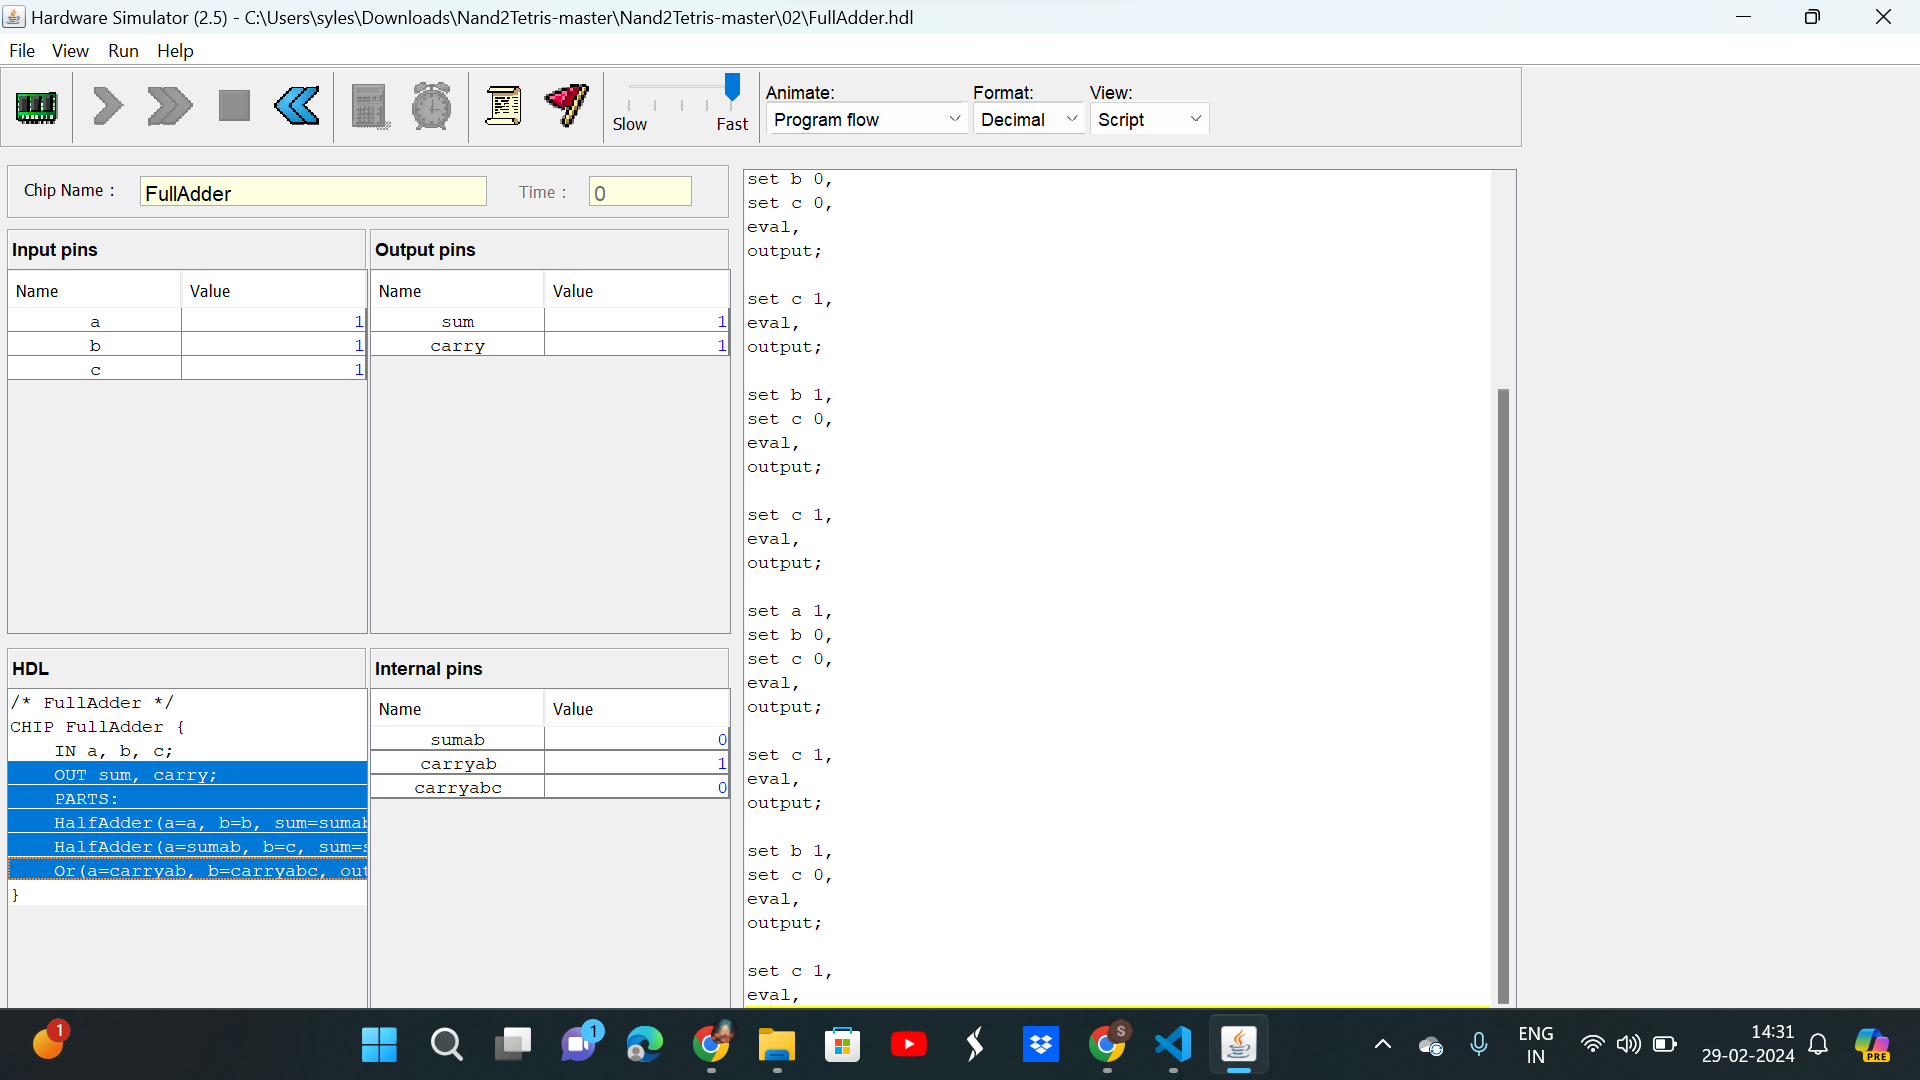 Hardware Simulator (2.5) - C:\Users\syles\Downloads\Nand2Tetris-master\Nand2Tetris-master\02\FullAdder.hdl
File View Run Help
Slow Fast
Animate: Format: View:
Program flow Decimal Script
Chip Name : FullAdder Time : 0
Input pins
Name Value
a 1
b 1
c 1
Output pins
Name Value
sum 1
carry 1
HDL
/* FullAdder */
CHIP FullAdder {
IN a, b, c;
OUT sum, carry;
PARTS:
HalfAdder(a=a, b=b, sum=sumab
HalfAdder(a=sumab, b=c, sum=s
Or(a=carryab, b=carryabc, out
}
Internal pins
Name Value
sumab 0
carryab 1
carryabc 0
set b 0,
set c 0,
eval,
output;
set c 1,
eval,
output;
set b 1,
set c 0,
eval,
output;
set c 1,
eval,
output;
set a 1,
set b 0,
set c 0,
eval,
output;
set c 1,
eval,
output;
set b 1,
set c 0,
eval,
output;
set c 1,
eval,
1
1
S
ENG
IN
14:31
29-02-2024
PRE